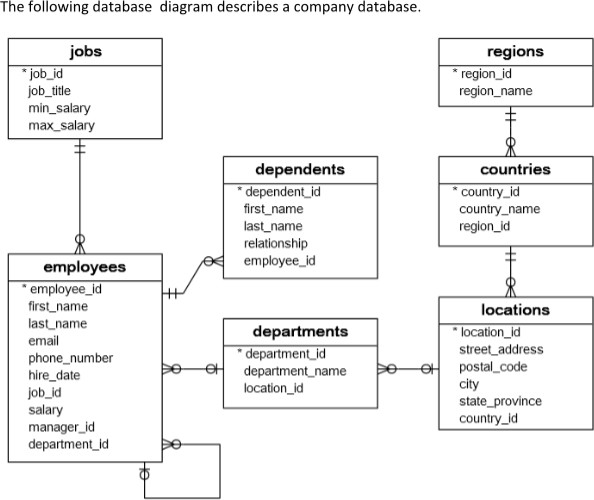 The following database diagram describes a company database.
jobs
* job_id
job_title
min_salary
max_salary
regions
* region_id
region_name
dependents
* dependent_id
first_name
last_name
relationship
employee_id
countries
* country_id
country_name
region_id
employees
* employee_id
first_name
last_name
email
phone_number
hire_date
job_id
salary
manager_id
department_id
departments
* department_id
department_name
location_id
locations
* location_id
street_address
postal_code
city
state_province
country_id